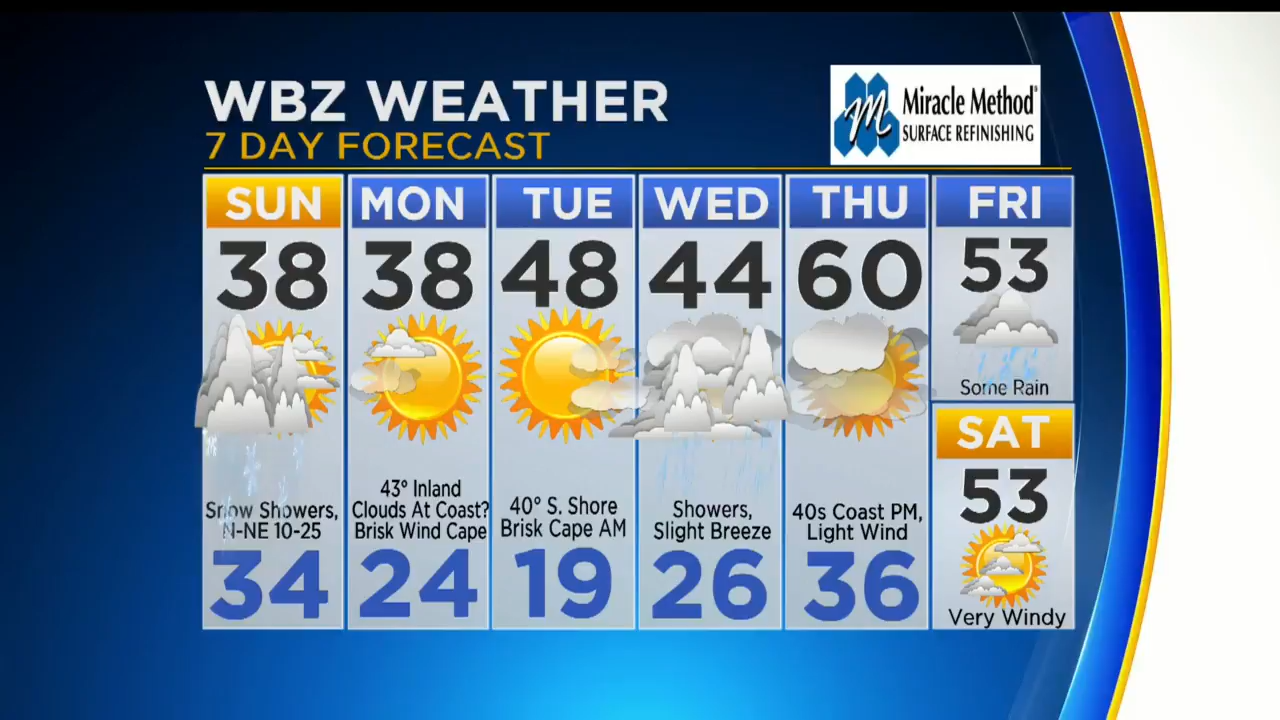 WBZ WEATHER
7 DAY FORECAST
Miracle Method®
SURFACE REFINISHING
SUN
38
Snow Showers,
N-NE 10-25
34
MON
38
43° Inland
Clouds At Coast?
Brisk Wind Cape
24
TUE
48
40° S. Shore
Brisk Cape AM
19
WED
44
Showers,
Slight Breeze
26
THU
60
40s Coast PM,
Light Wind
36
FRI
53
Some Rain
SAT
53
Very Windy